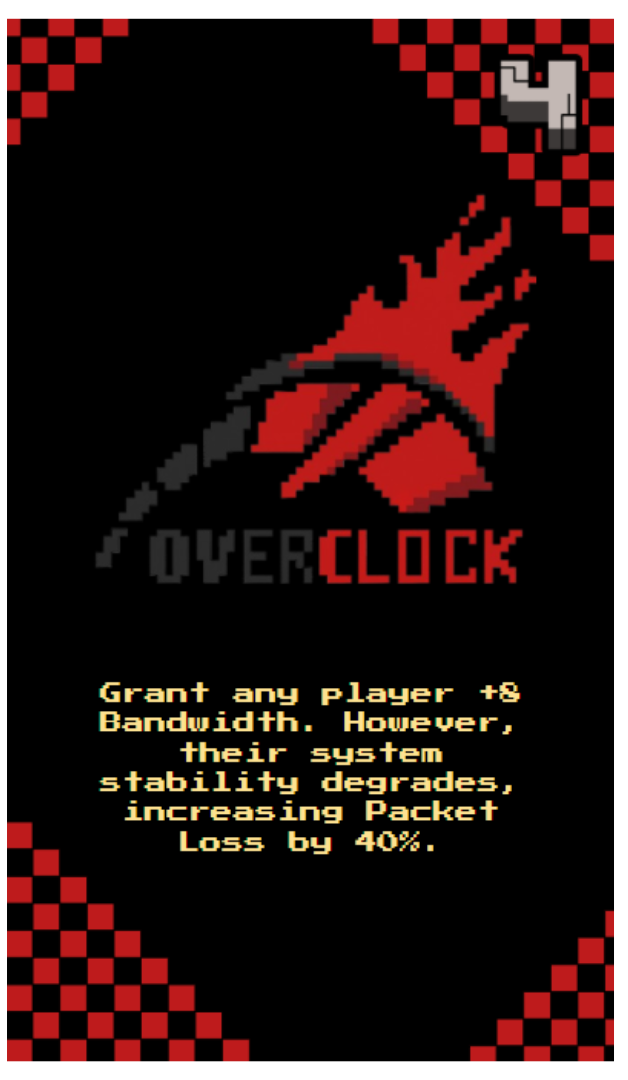 4
OVERCLOCK
Grant any player +8
Bandwidth. However,
their system
stability degrades,
increasing Packet
Loss by 40%.